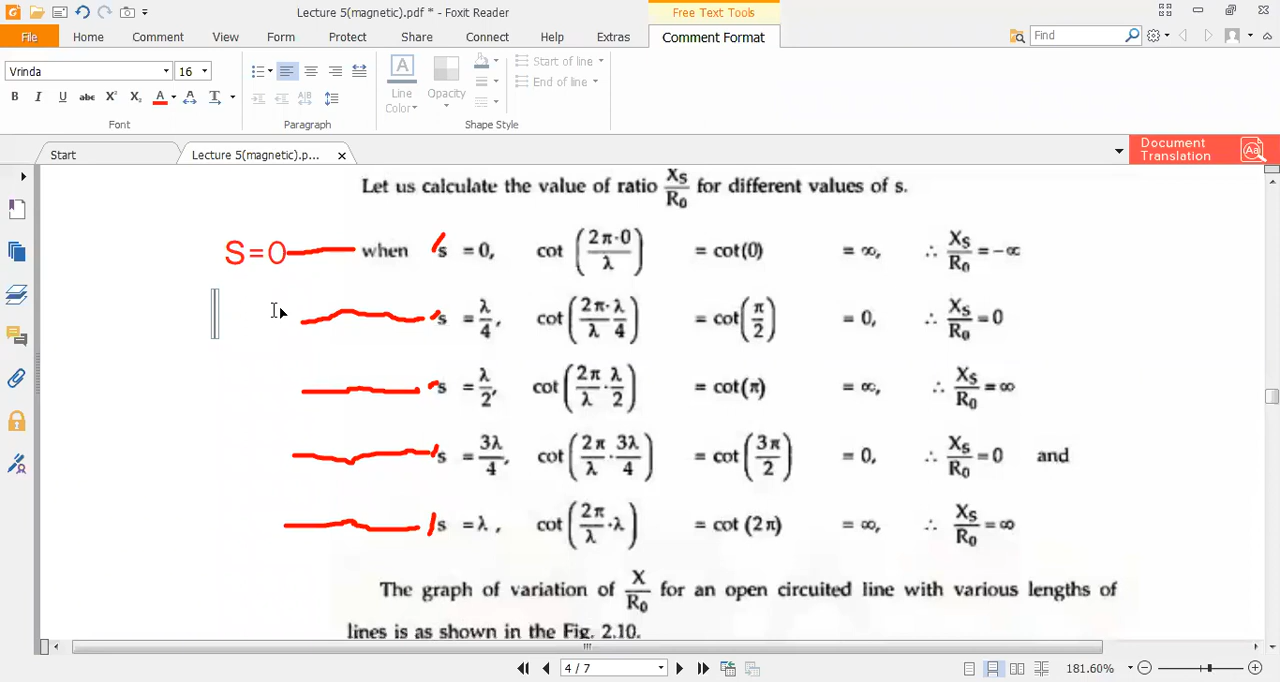 Lecture 5(magnetic).pdf * - Foxit Reader
Free Text Tools
File Home Comment View Form Protect Share Connect Help Extras Comment Format
Find
Vrinda 16
Line Color
Opacity
Start of line
End of line
B I U abc X² X₂ A A T
Font Paragraph Shape Style
Start
Lecture 5(magnetic).p...
Document Translation
Let us calculate the value of ratio Xs/R₀ for different values of s.
S=0 when s = 0, cot (2π·0/λ) = cot(0) = ∞, ∴ Xs/R₀ = -∞
s = λ/4, cot (2π/λ · λ/4) = cot(π/2) = 0, ∴ Xs/R₀ = 0
s = λ/2, cot (2π/λ · λ/2) = cot(π) = ∞, ∴ Xs/R₀ = ∞
s = 3λ/4, cot (2π/λ · 3λ/4) = cot (3π/2) = 0, ∴ Xs/R₀ = 0 and
s = λ, cot (2π/λ · λ) = cot (2π) = ∞, ∴ Xs/R₀ = ∞
The graph of variation of X/R₀ for an open circuited line with various lengths of
lines is as shown in the Fig. 2.10.
4 / 7
181.60%